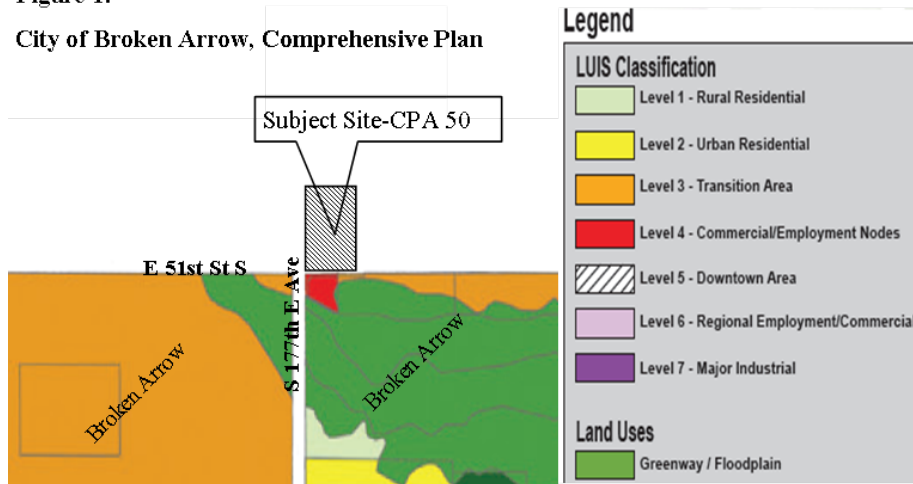 Figure 1.
City of Broken Arrow, Comprehensive Plan
Subject Site-CPA 50
E 51st St S
S 177th E Ave
Broken Arrow
Broken Arrow
Legend
LUIS Classification
Level 1 - Rural Residential
Level 2 - Urban Residential
Level 3 - Transition Area
Level 4 - Commercial/Employment Nodes
Level 5 - Downtown Area
Level 6 - Regional Employment/Commercial
Level 7 - Major Industrial
Land Uses
Greenway / Floodplain